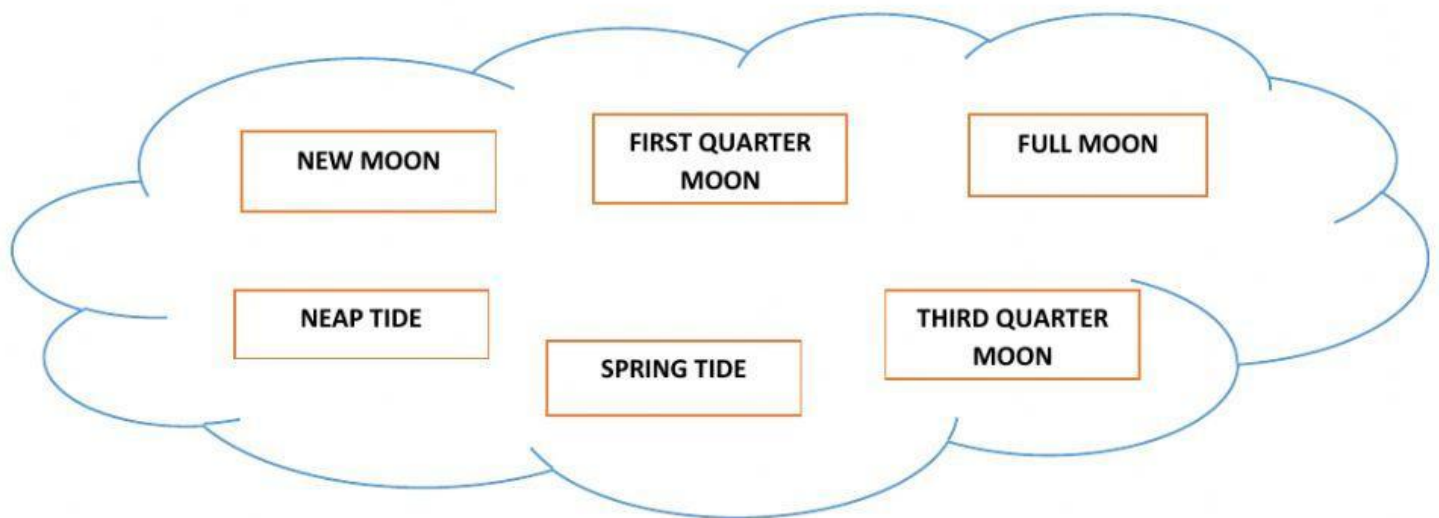 NEW MOON
FIRST QUARTER
MOON
FULL MOON
NEAP TIDE
SPRING TIDE
THIRD QUARTER
MOON